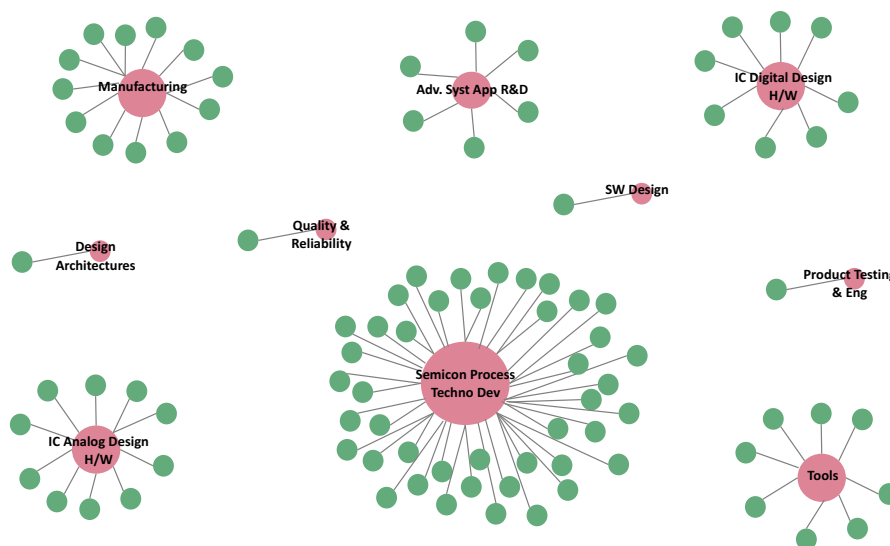 Manufacturing
Adv. Syst App R&D
IC Digital Design
H/W
SW Design
Quality &
Reliability
Design
Architectures
Product Testing
& Eng
Semicon Process
Techno Dev
IC Analog Design
H/W
Tools